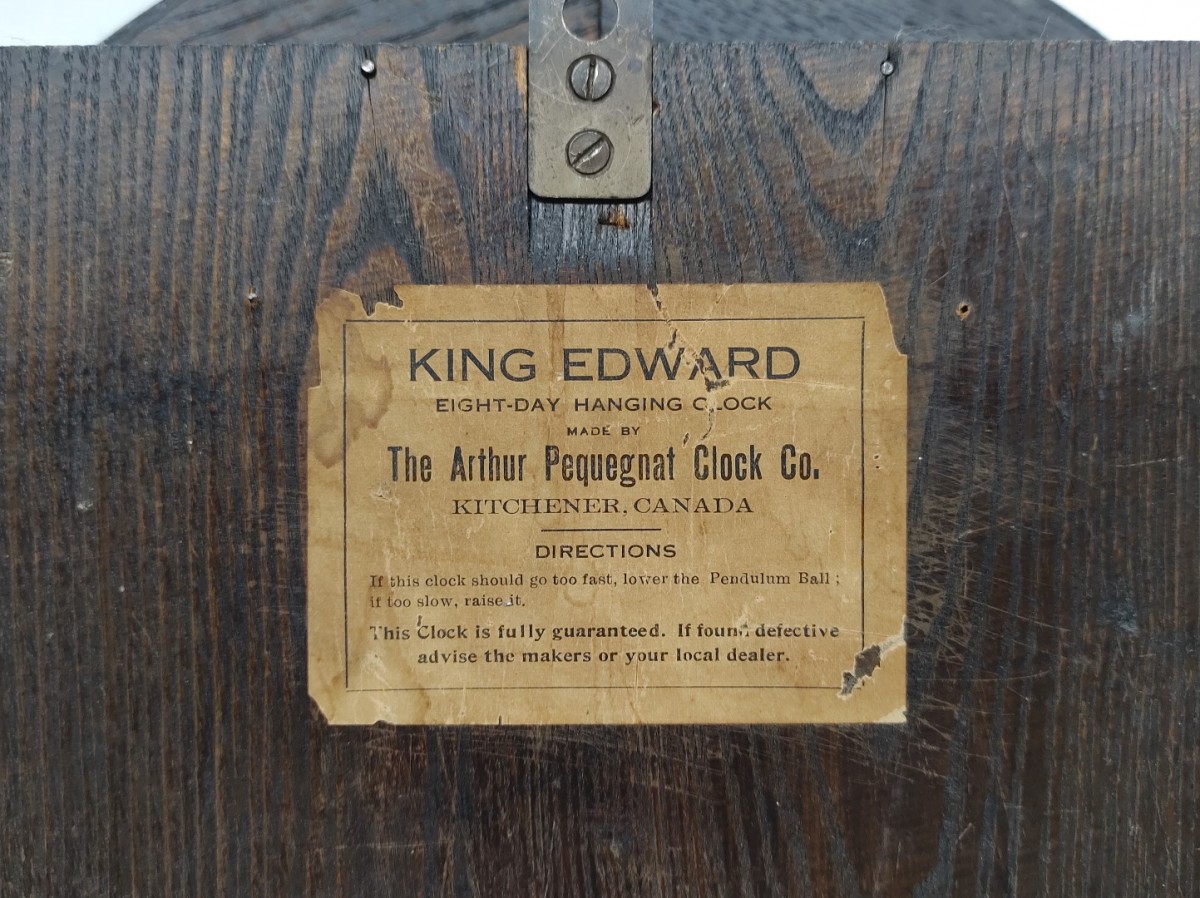 KING EDWARD
EIGHT-DAY HANGING CLOCK
MADE BY
The Arthur Pequegnat Clock Co.
KITCHENER, CANADA
DIRECTIONS
If this clock should go too fast, lower the Pendulum Ball ;
if too slow, raise it.
This Clock is fully guaranteed. If found defective
advise the makers or your local dealer.